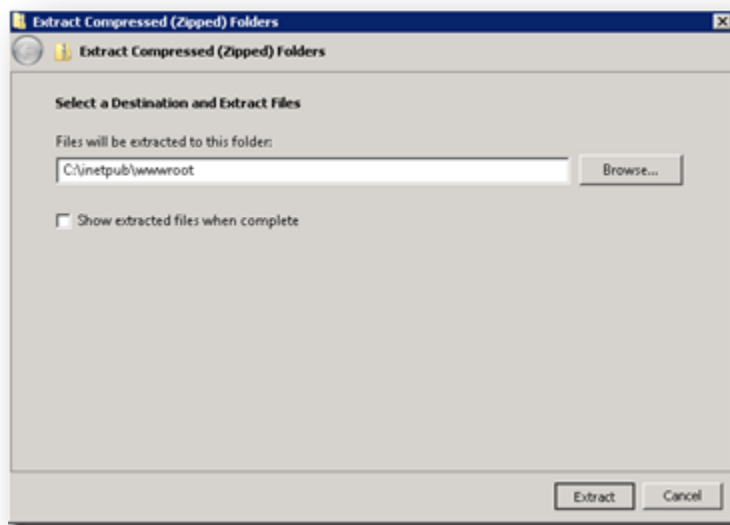 Extract Compressed (Zipped) Folders
Extract Compressed (Zipped) Folders
Select a Destination and Extract Files
Files will be extracted to this folder:
C:\inetpub\wwwroot
Browse...
Show extracted files when complete
Extract
Cancel